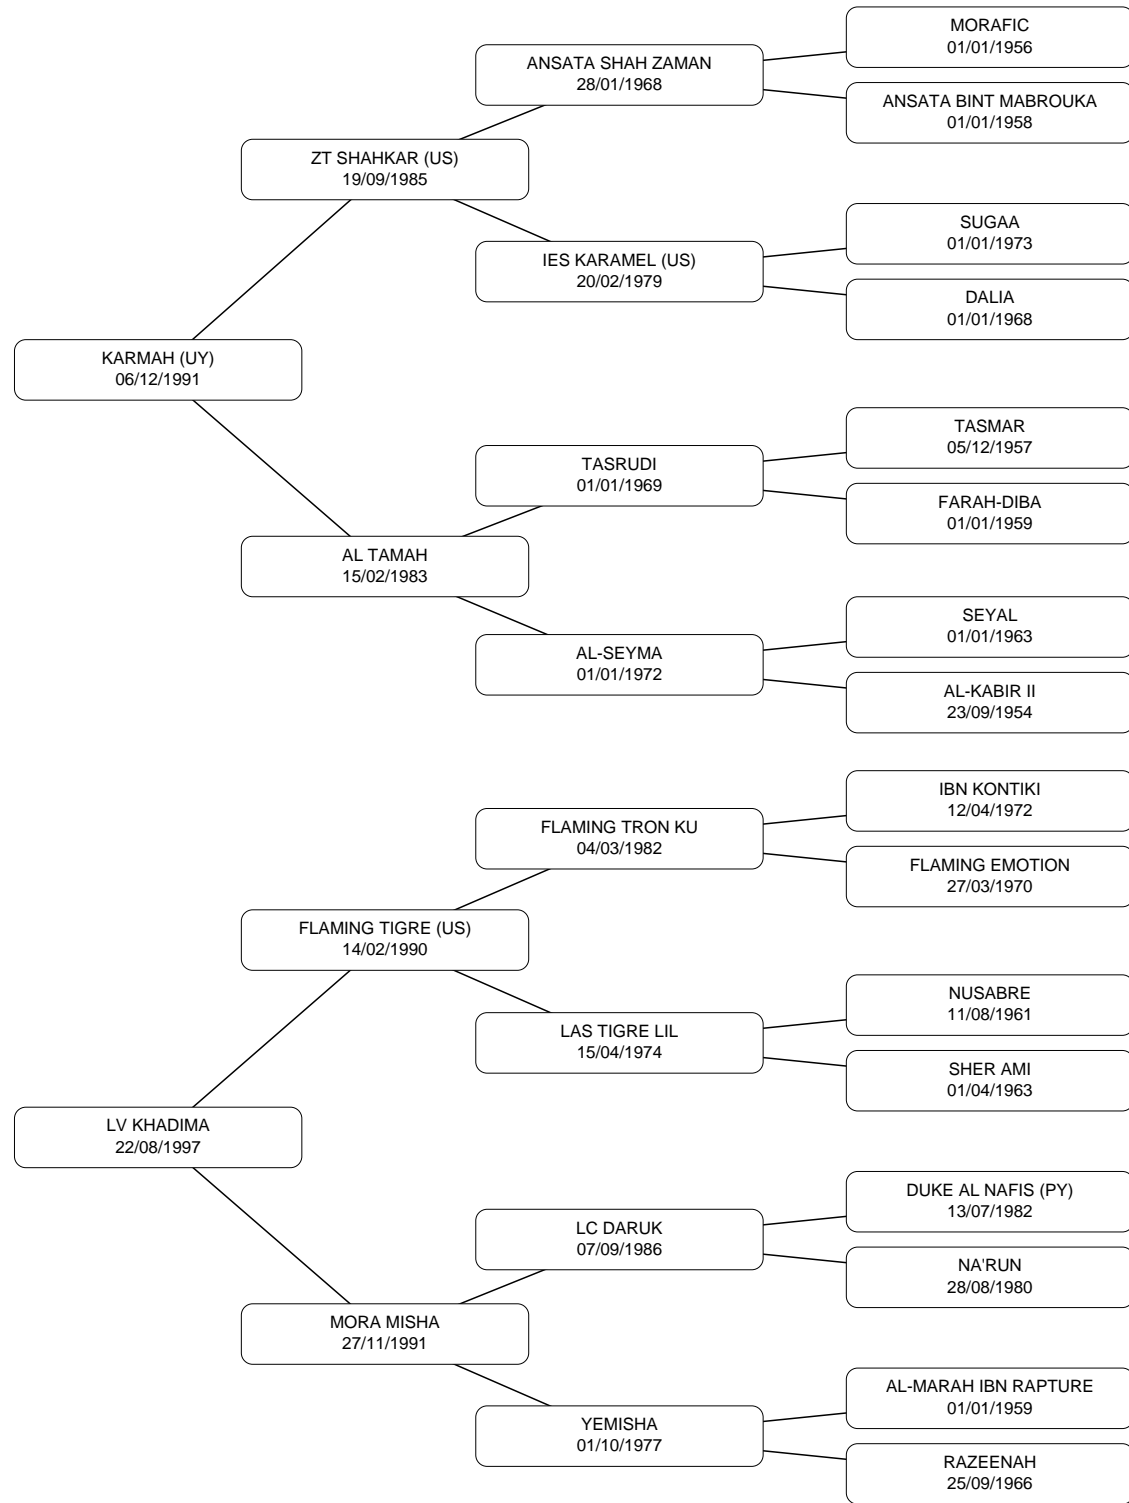 MORAFIC
01/01/1956
ANSATA SHAH ZAMAN
28/01/1968
ANSATA BINT MABROUKA
01/01/1958
ZT SHAHKAR (US)
19/09/1985
SUGAA
01/01/1973
IES KARAMEL (US)
20/02/1979
DALIA
01/01/1968
KARMAH (UY)
06/12/1991
TASMAR
05/12/1957
TASRUDI
01/01/1969
FARAH-DIBA
01/01/1959
AL TAMAH
15/02/1983
SEYAL
01/01/1963
AL-SEYMA
01/01/1972
AL-KABIR II
23/09/1954
IBN KONTIKI
12/04/1972
FLAMING TRON KU
04/03/1982
FLAMING EMOTION
27/03/1970
FLAMING TIGRE (US)
14/02/1990
NUSABRE
11/08/1961
LAS TIGRE LIL
15/04/1974
SHER AMI
01/04/1963
LV KHADIMA
22/08/1997
DUKE AL NAFIS (PY)
13/07/1982
LC DARUK
07/09/1986
NA'RUN
28/08/1980
MORA MISHA
27/11/1991
AL-MARAH IBN RAPTURE
01/01/1959
YEMISHA
01/10/1977
RAZEENAH
25/09/1966